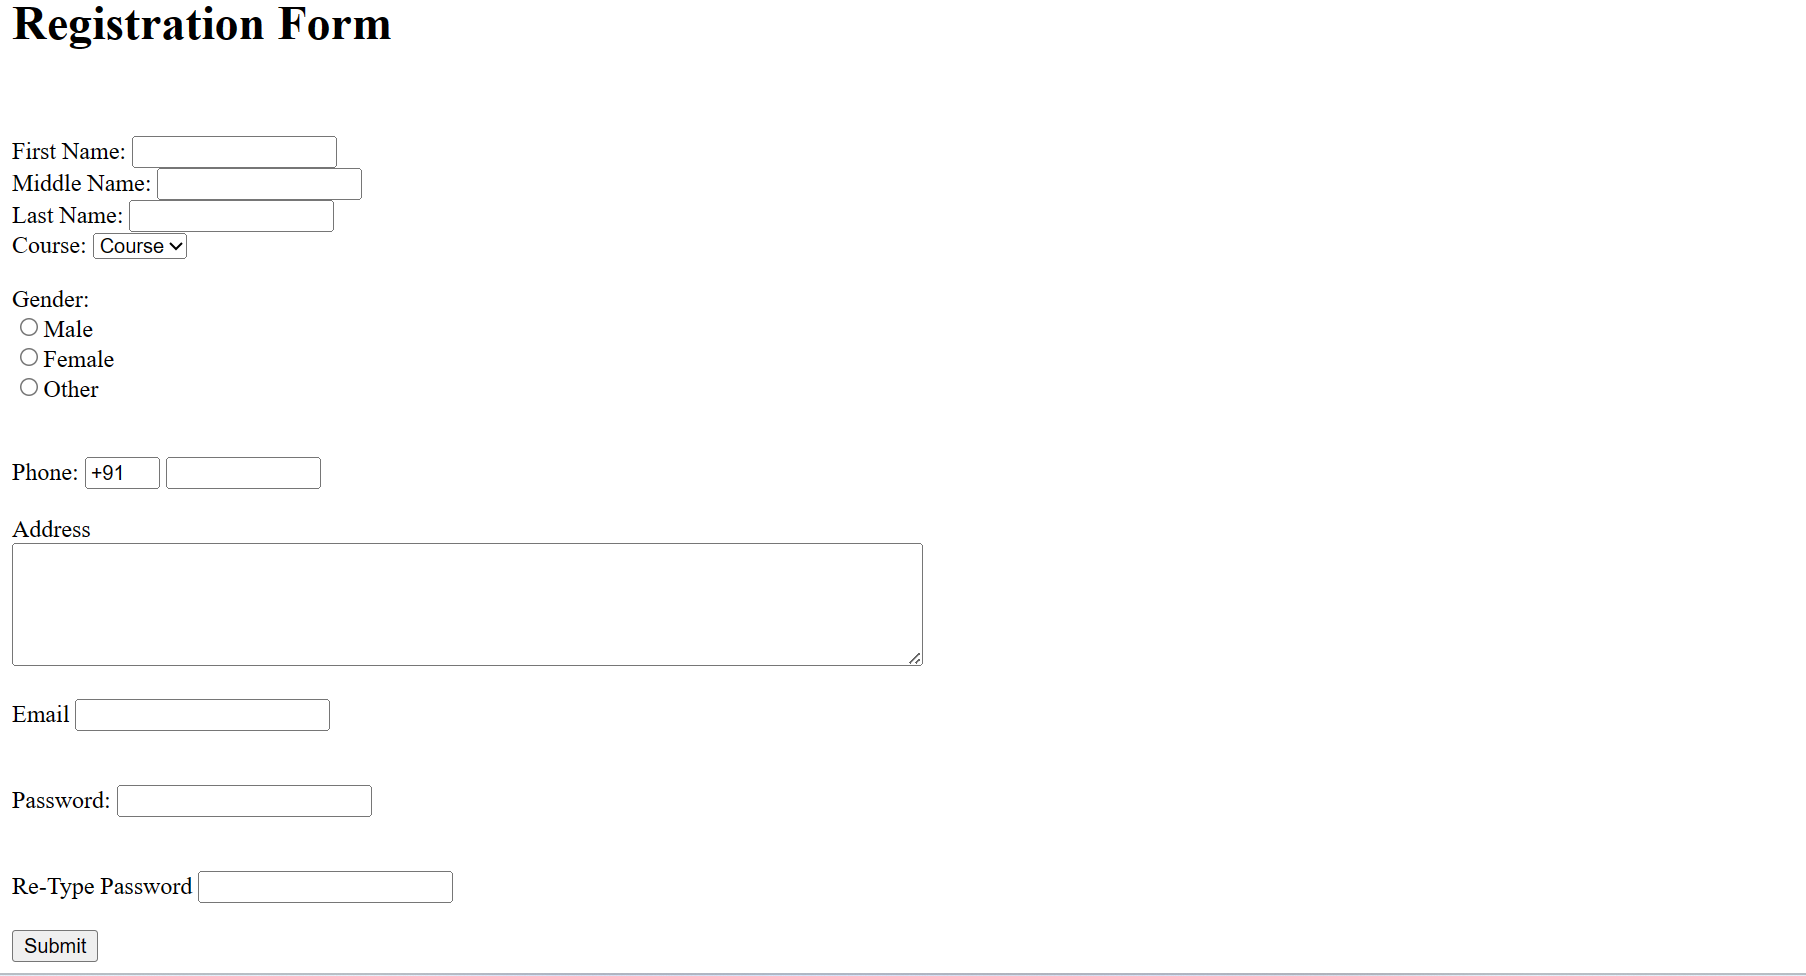 Registration Form
First Name:
Middle Name:
Last Name:
Course: Course
Gender:
Male
Female
Other
Phone: +91
Address
Email
Password:
Re-Type Password
Submit